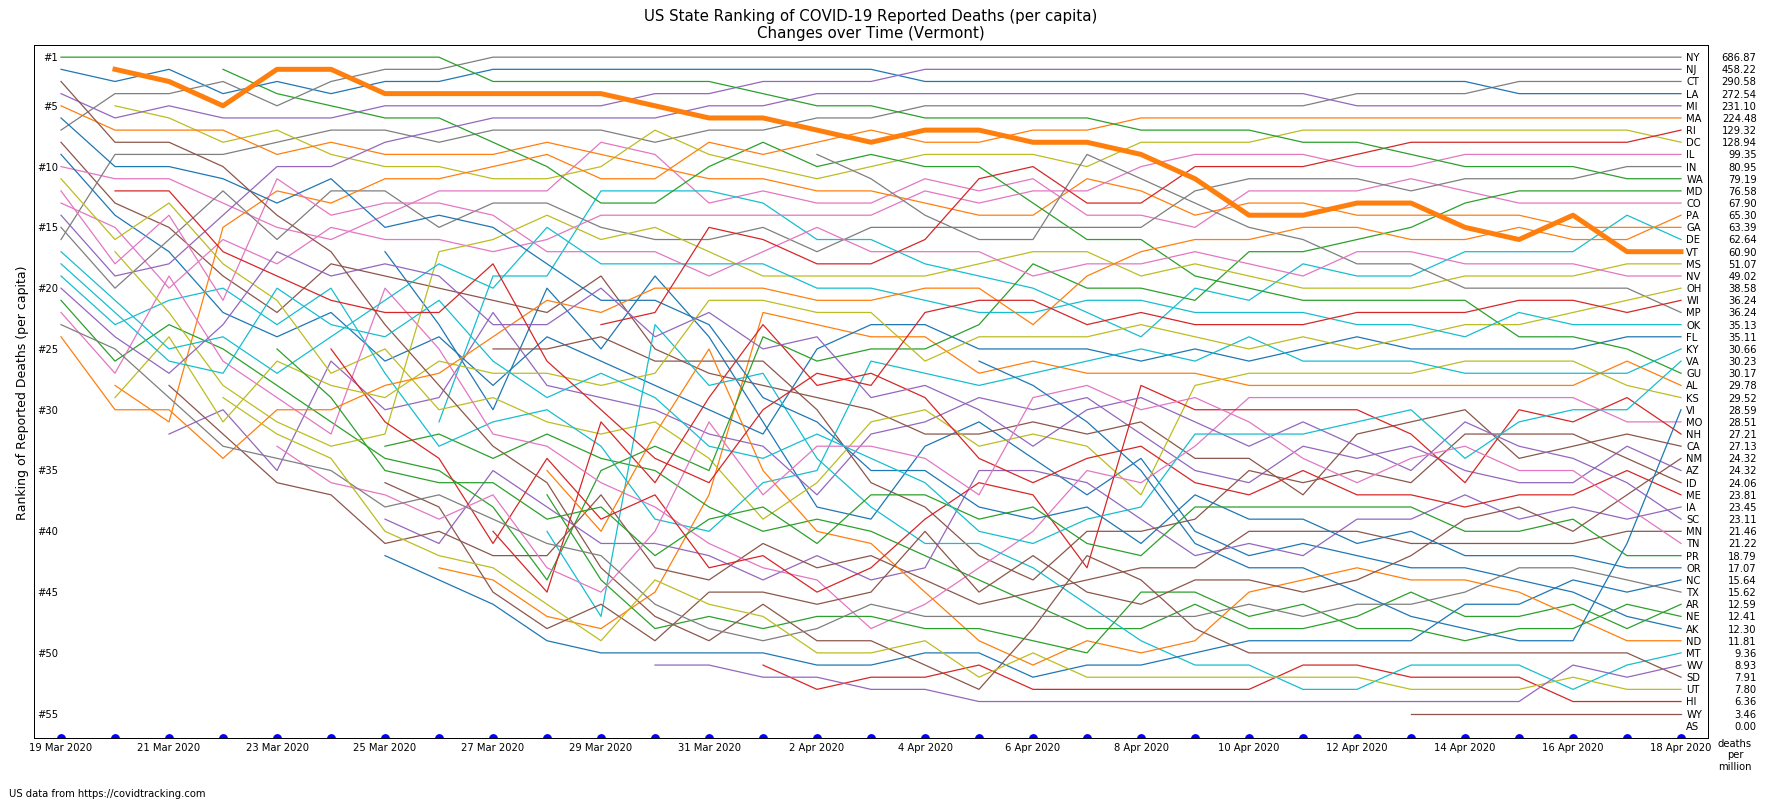 US State Ranking of COVID-19 Reported Deaths (per capita)
Changes over Time (Vermont)
Ranking of Reported Deaths (per capita)
#1
#5
#10
#15
#20
#25
#30
#35
#40
#45
#50
#55
NY 686.87
NJ 458.22
CT 290.58
LA 272.54
MI 231.10
MA 224.48
RI 129.32
DC 128.94
IL 99.35
IN 80.95
WA 79.19
MD 76.58
CO 67.90
PA 65.30
GA 63.39
DE 62.64
VT 60.90
MS 51.07
NV 49.02
OH 38.58
WI 36.24
MP 36.24
OK 35.13
FL 35.11
KY 30.66
VA 30.23
GU 30.17
AL 29.78
KS 29.52
VI 28.59
MO 28.51
NH 27.21
CA 27.13
NM 24.32
AZ 24.32
ID 24.06
ME 23.81
IA 23.45
SC 23.11
MN 21.46
TN 21.22
PR 18.79
OR 17.07
NC 15.64
TX 15.62
AR 12.59
NE 12.41
AK 12.30
ND 11.81
MT 9.36
WV 8.93
SD 7.91
UT 7.80
HI 6.36
WY 3.46
AS 0.00
19 Mar 2020 21 Mar 2020 23 Mar 2020 25 Mar 2020 27 Mar 2020 29 Mar 2020 31 Mar 2020 2 Apr 2020 4 Apr 2020 6 Apr 2020 8 Apr 2020 10 Apr 2020 12 Apr 2020 14 Apr 2020 16 Apr 2020 18 Apr 2020
deaths
per
million
US data from https://covidtracking.com